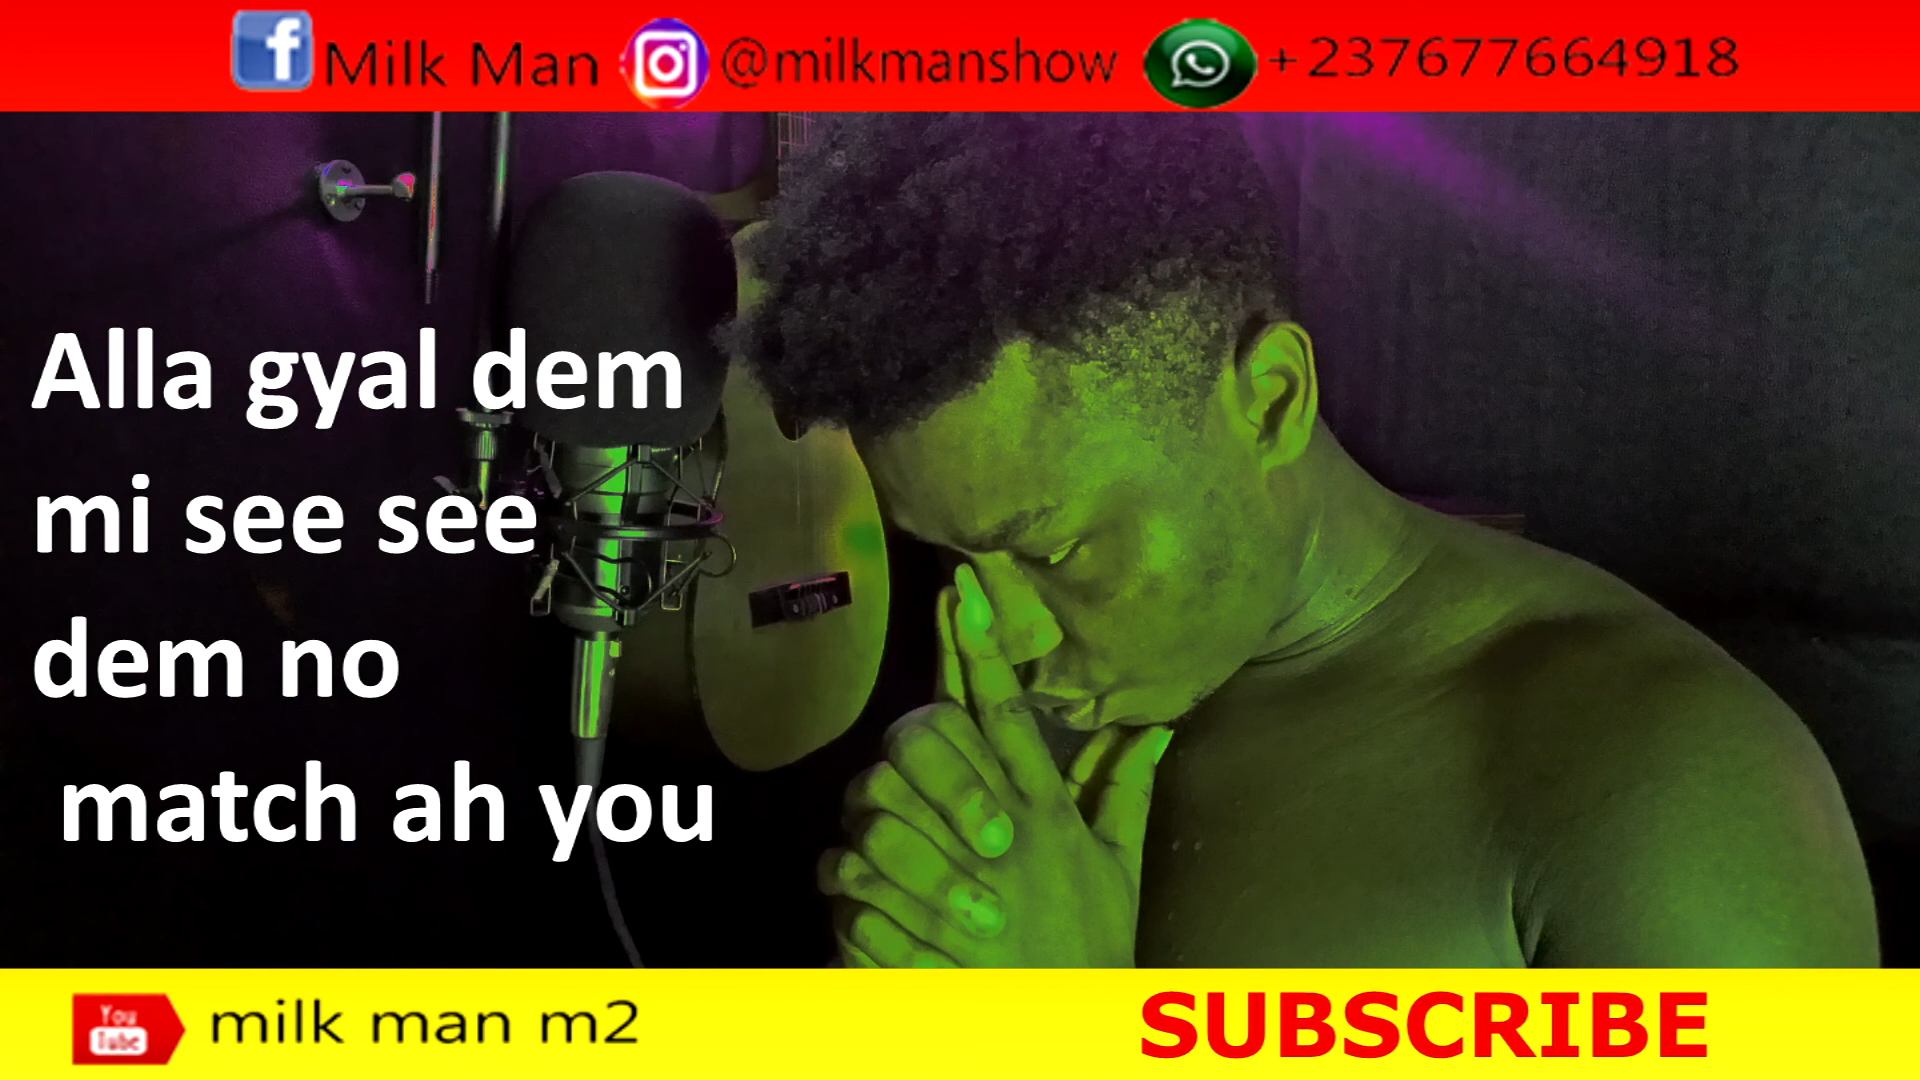 Milk Man @milkmanshow +237677664918
Alla gyal dem
mi see see
dem no
match ah you
You
Tube
milk man m2
SUBSCRIBE